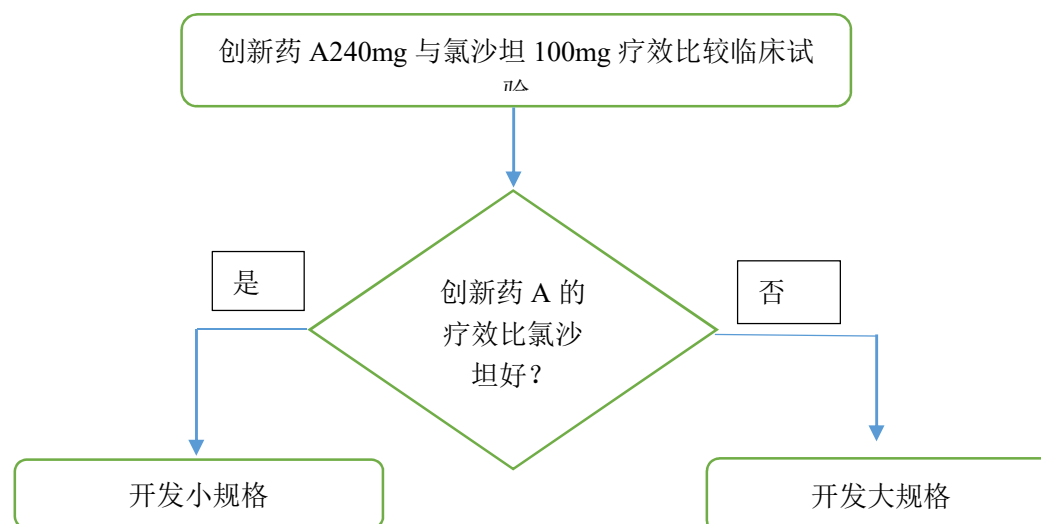 创新药 A240mg 与氯沙坦 100mg 疗效比较临床试
验
是
否
创新药 A 的
疗效比氯沙
坦好？
开发小规格
开发大规格